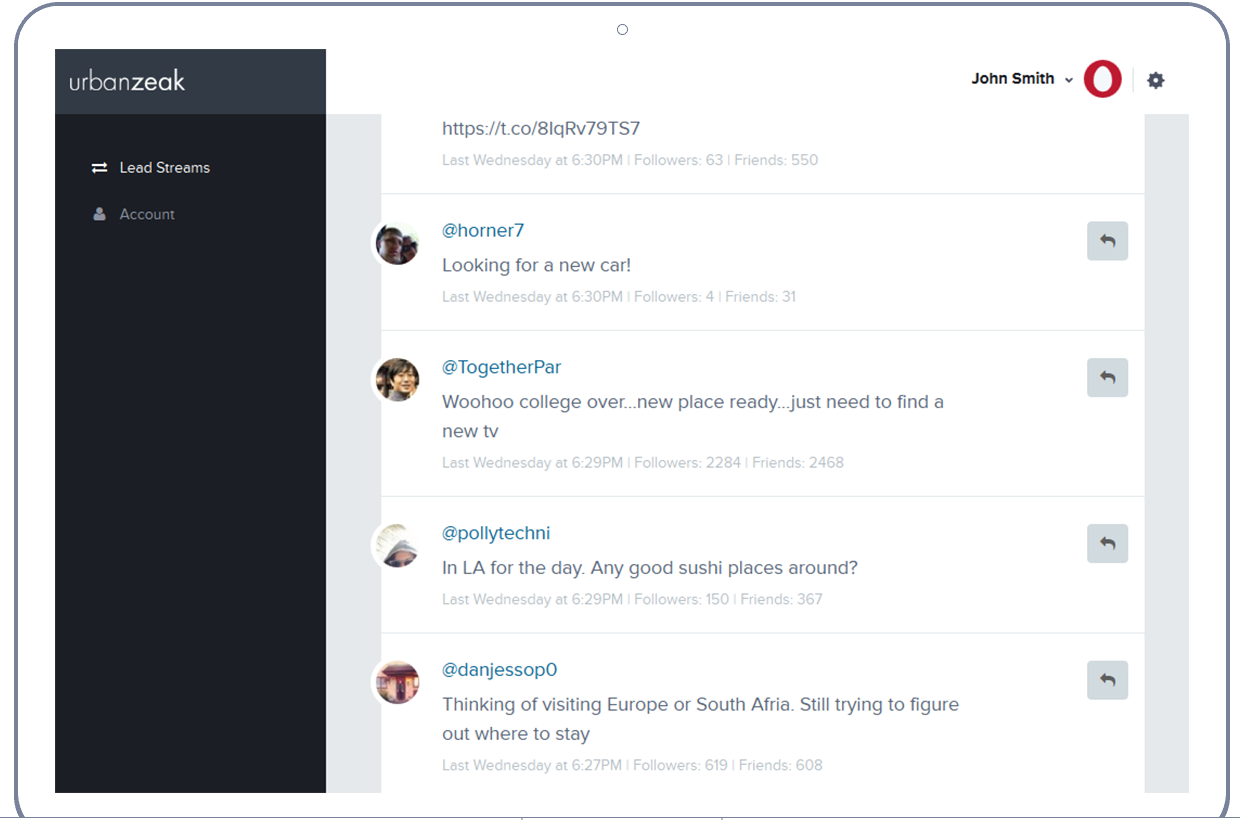 urbanzeak
John Smith
Lead Streams
Account
https://t.co/8IqRv79TS7
Last Wednesday at 6:30PM | Followers: 63 | Friends: 550
@horner7
Looking for a new car!
Last Wednesday at 6:30PM | Followers: 4 | Friends: 31
@TogetherPar
Woohoo college over...new place ready...just need to find a
new tv
Last Wednesday at 6:29PM | Followers: 2284 | Friends: 2468
@pollytechni
In LA for the day. Any good sushi places around?
Last Wednesday at 6:29PM | Followers: 150 | Friends: 367
@danjessop0
Thinking of visiting Europe or South Afria. Still trying to figure
out where to stay
Last Wednesday at 6:27PM | Followers: 619 | Friends: 608